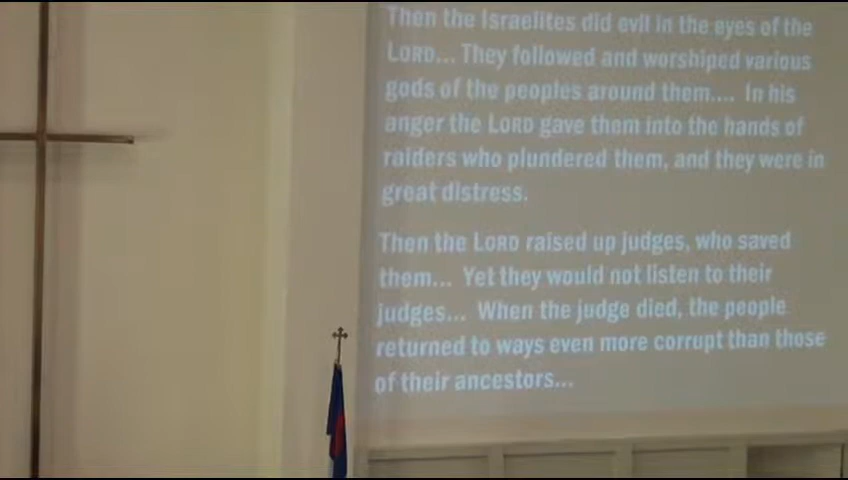 Then the Israelites did evil in the eyes of the
LORD... They followed and worshiped various
gods of the peoples around them.... In his
anger the LORD gave them into the hands of
raiders who plundered them, and they were in
great distress.
Then the LORD raised up judges, who saved
them... Yet they would not listen to their
judges... When the judge died, the people
returned to ways even more corrupt than those
of their ancestors...